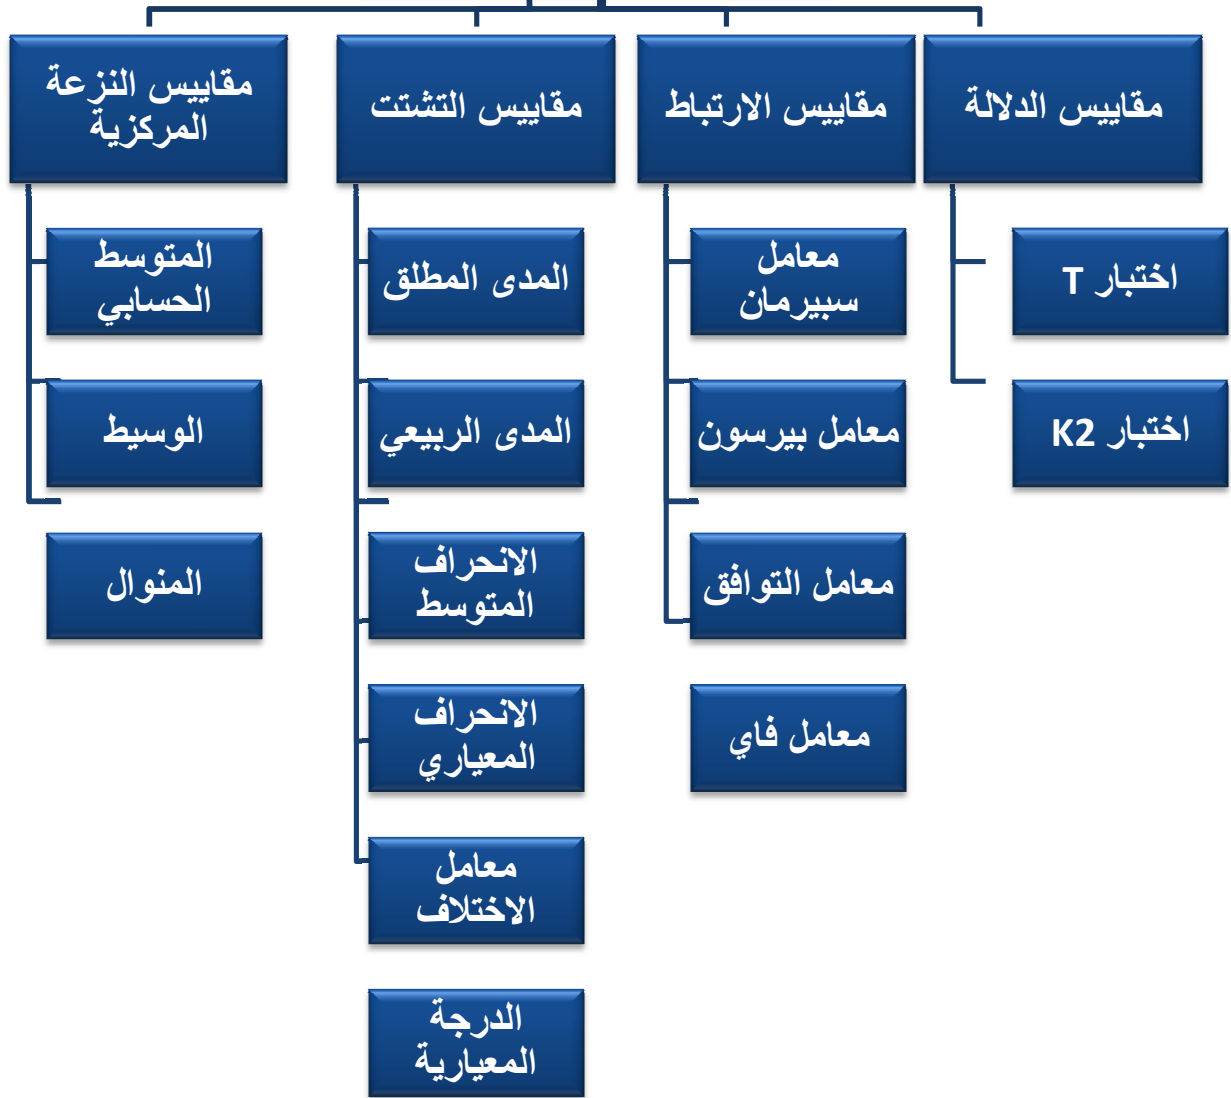 مقاييس الدلالة
مقاييس الارتباط
مقاييس التشتت
مقاييس النزعة
المركزية
اختبار T
اختبار K2
معامل
سبيرمان
معامل بيرسون
معامل التوافق
معامل فاي
المدى المطلق
المدى الربيعي
الانحراف
المتوسط
الانحراف
المعياري
معامل
الاختلاف
الدرجة
المعيارية
المتوسط
الحسابي
الوسيط
المنوال